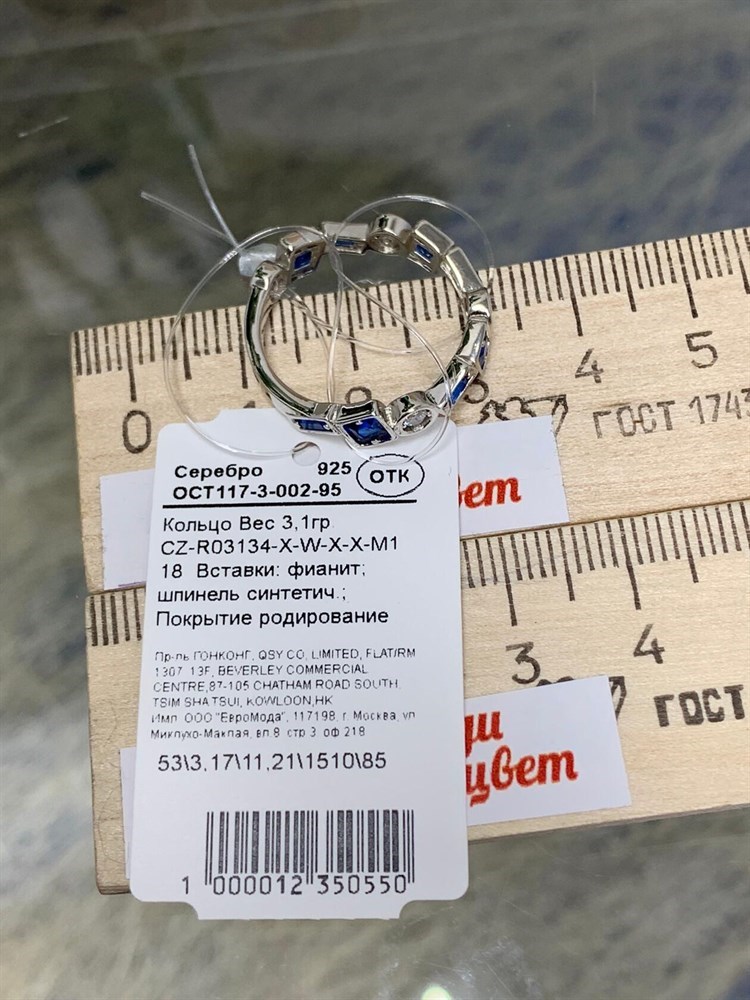 0
4
5
ГОСТ 1743
Серебро 925 ОТК
ОСТ117-3-002-95
Кольцо Вес 3,1гр
CZ-R03134-X-W-X-X-M1
18 Вставки: фианит;
шпинель синтетич.;
Покрытие родирование
Пр-ль ГОНКОНГ, QSY CO, LIMITED, FLAT/RM
1307 13F, BEVERLEY COMMERCIAL
CENTRE,87-105 CHATHAM ROAD SOUTH,
TSIM SHA TSUI, KOWLOON,HK
Имп. ООО "ЕвроМода", 117198, г. Москва, ул
Миклухо-Маклая, вл.8 стр 3 оф 218
53\3,17\11,21\1510\85
1 000012 350550
3
4
ГОСТ
цвет